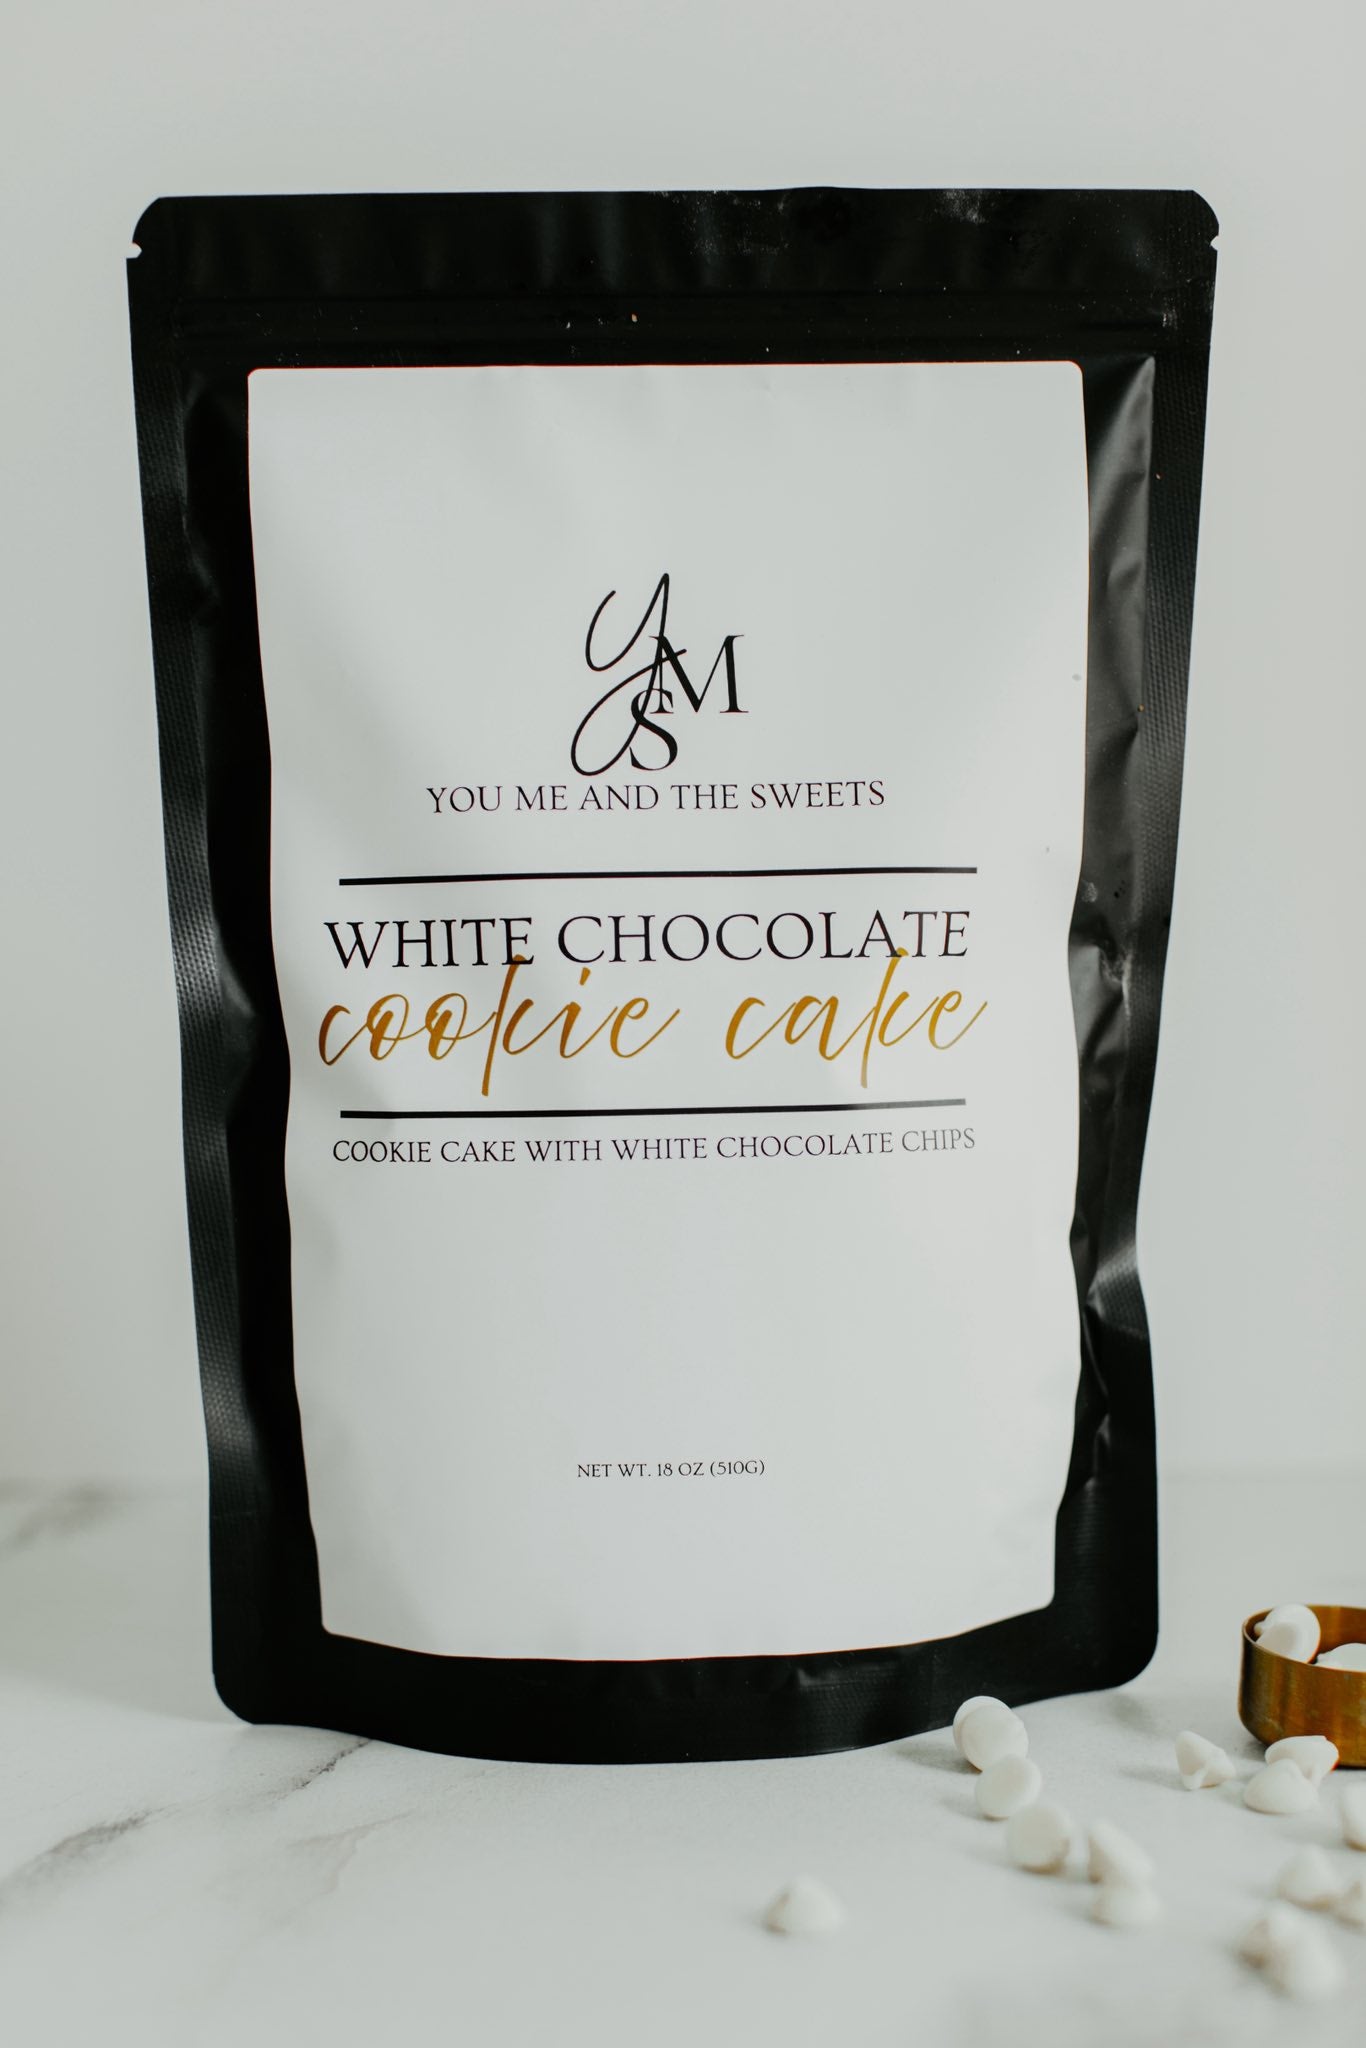 YMS
YOU ME AND THE SWEETS
WHITE CHOCOLATE
cookie cake
COOKIE CAKE WITH WHITE CHOCOLATE CHIPS
NET WT. 18 OZ (510G)